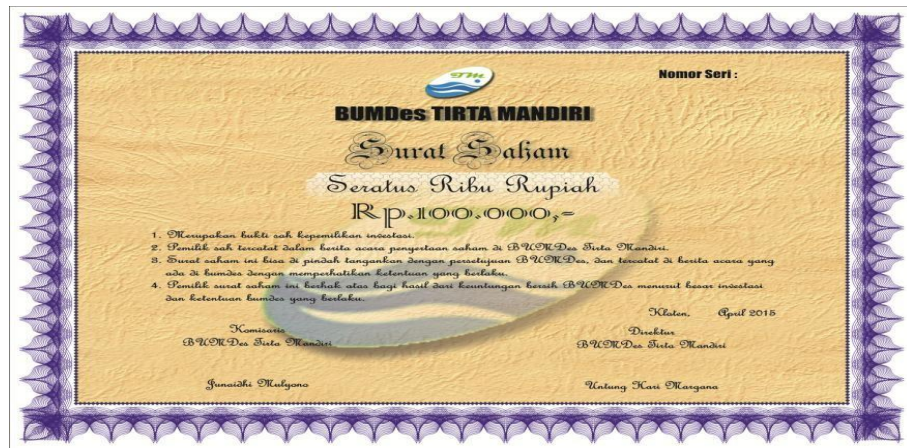 TM
Nomor Seri :
BUMDes TIRTA MANDIRI
Surat Saham
Seratus Ribu Rupiah
Rp.100.000,=
1. Merupakan bukti sah kepemilikan investasi.
2. Pemilik sah tercatat dalam berita acara penyertaan saham di BUMDes Tirta Mandiri.
3. Surat saham ini bisa di pindah tangankan dengan persetujuan BUMDes, dan tercatat di berita acara yang
ada di bumdes dengan memperhatikan ketentuan yang berlaku.
4. Pemilik surat saham ini berhak atas bagi hasil dari keuntungan bersih BUMDes menurut besar investasi
dan ketentuan bumdes yang berlaku.
Klaten, April 2015
Komisaris
BUMDes Tirta Mandiri
Direktur
BUMDes Tirta Mandiri
Junaidhi Mulyono
Untung Hari Margana